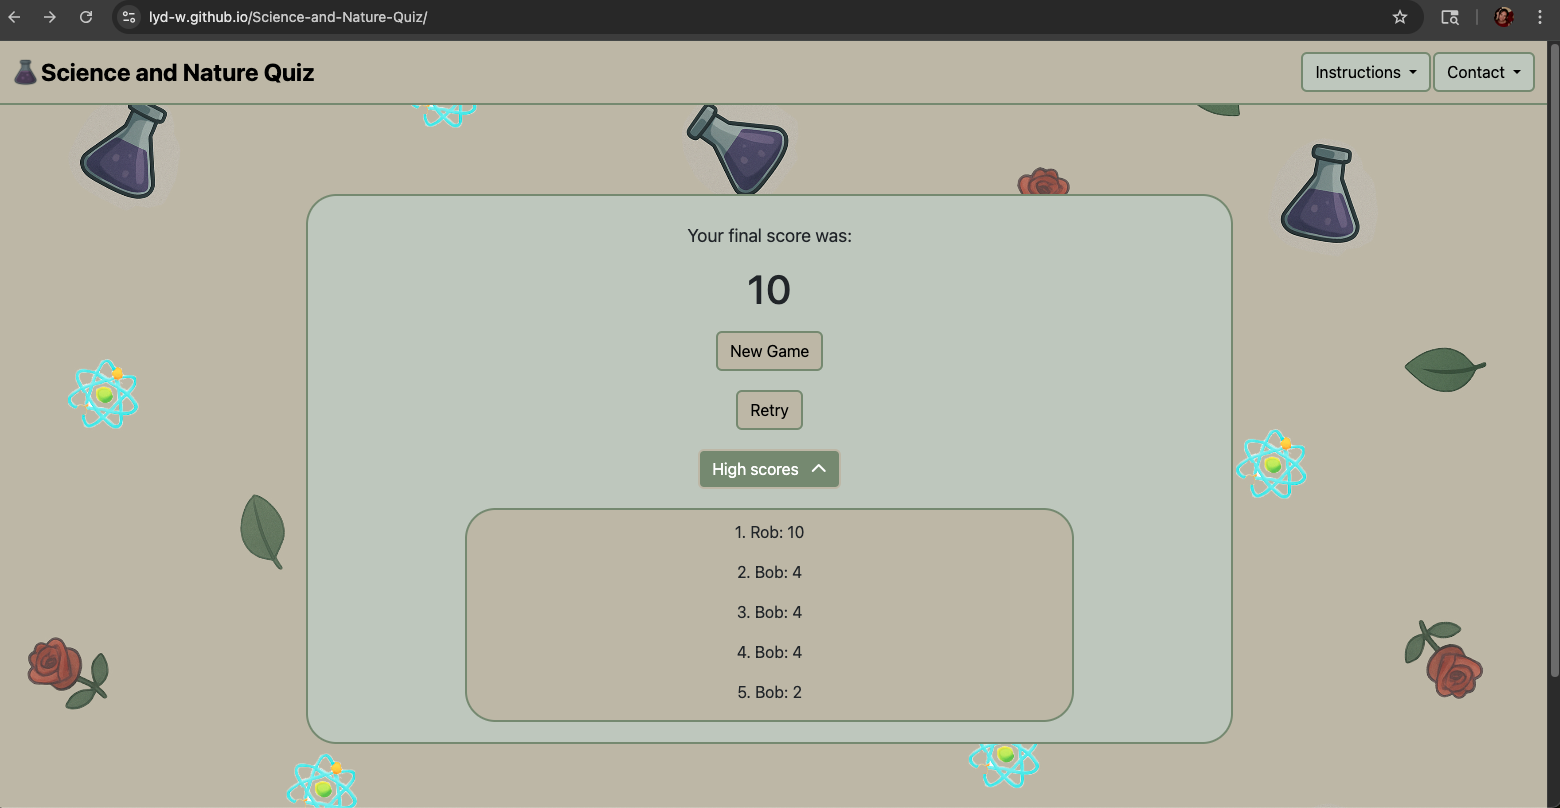 lyd-w.github.io/Science-and-Nature-Quiz/
Science and Nature Quiz
Instructions
Contact
Your final score was:
10
New Game
Retry
High scores
1. Rob: 10
2. Bob: 4
3. Bob: 4
4. Bob: 4
5. Bob: 2